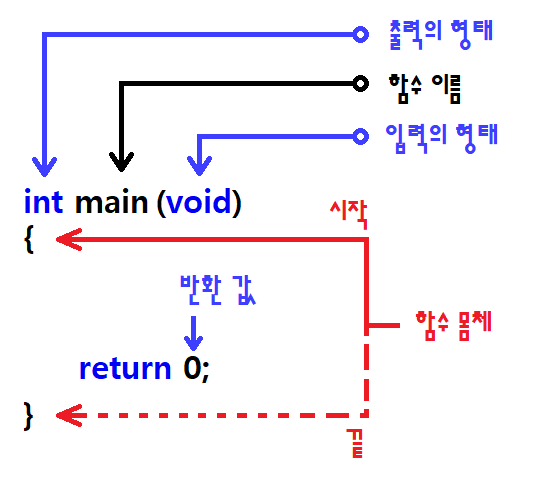 출력의 형태
함수 이름
입력의 형태
int main (void)
시작
{
반환 값
함수 몸체
return 0;
}
끝